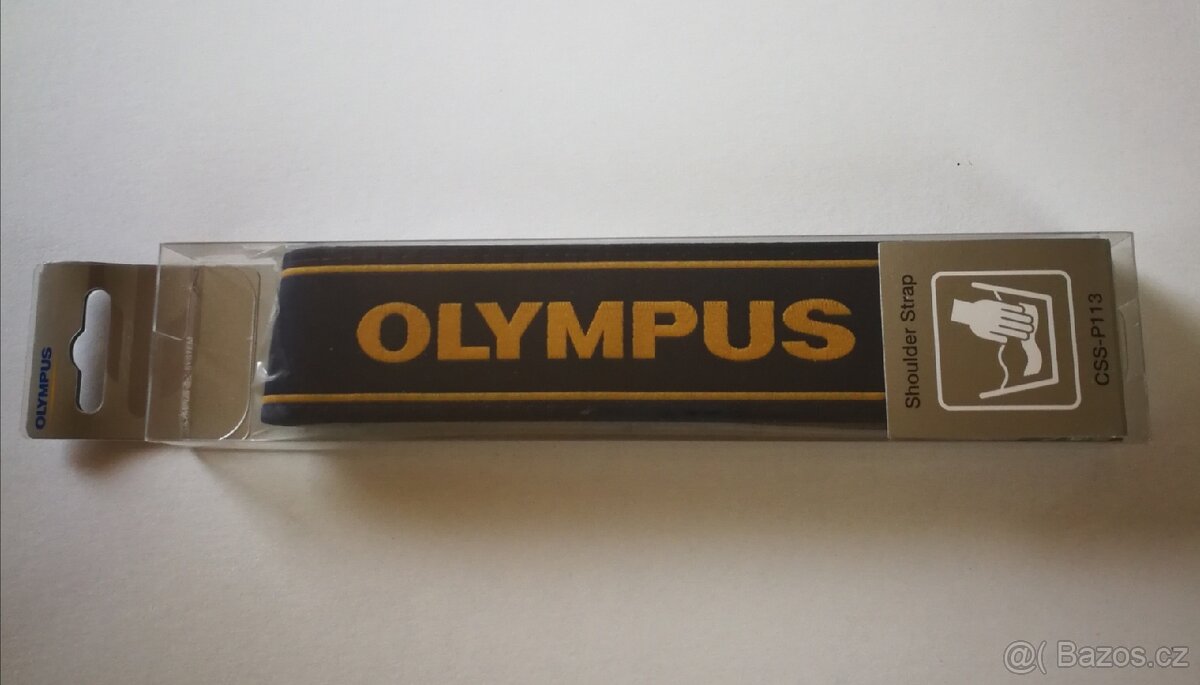 OLYMPUS
OLYMPUS
Shoulder Strap
CSS-P113
@( Bazos.cz